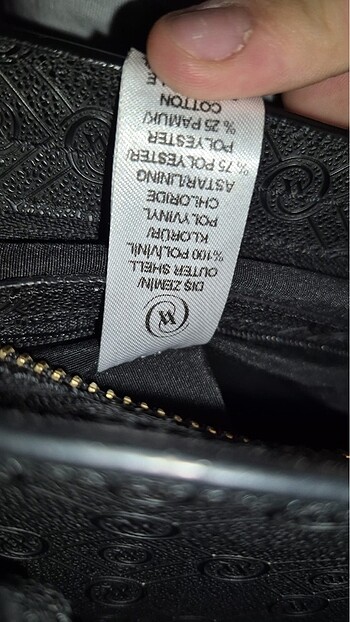 W
DIŞ ZEMİN/
OUTER SHELL
%100 POLİVİNİL
KLORÜR/
POLYVINYL
CHLORIDE
ASTAR/LINING
%75 POLYESTER/
POLYESTER
%25 PAMUK/
COTTON